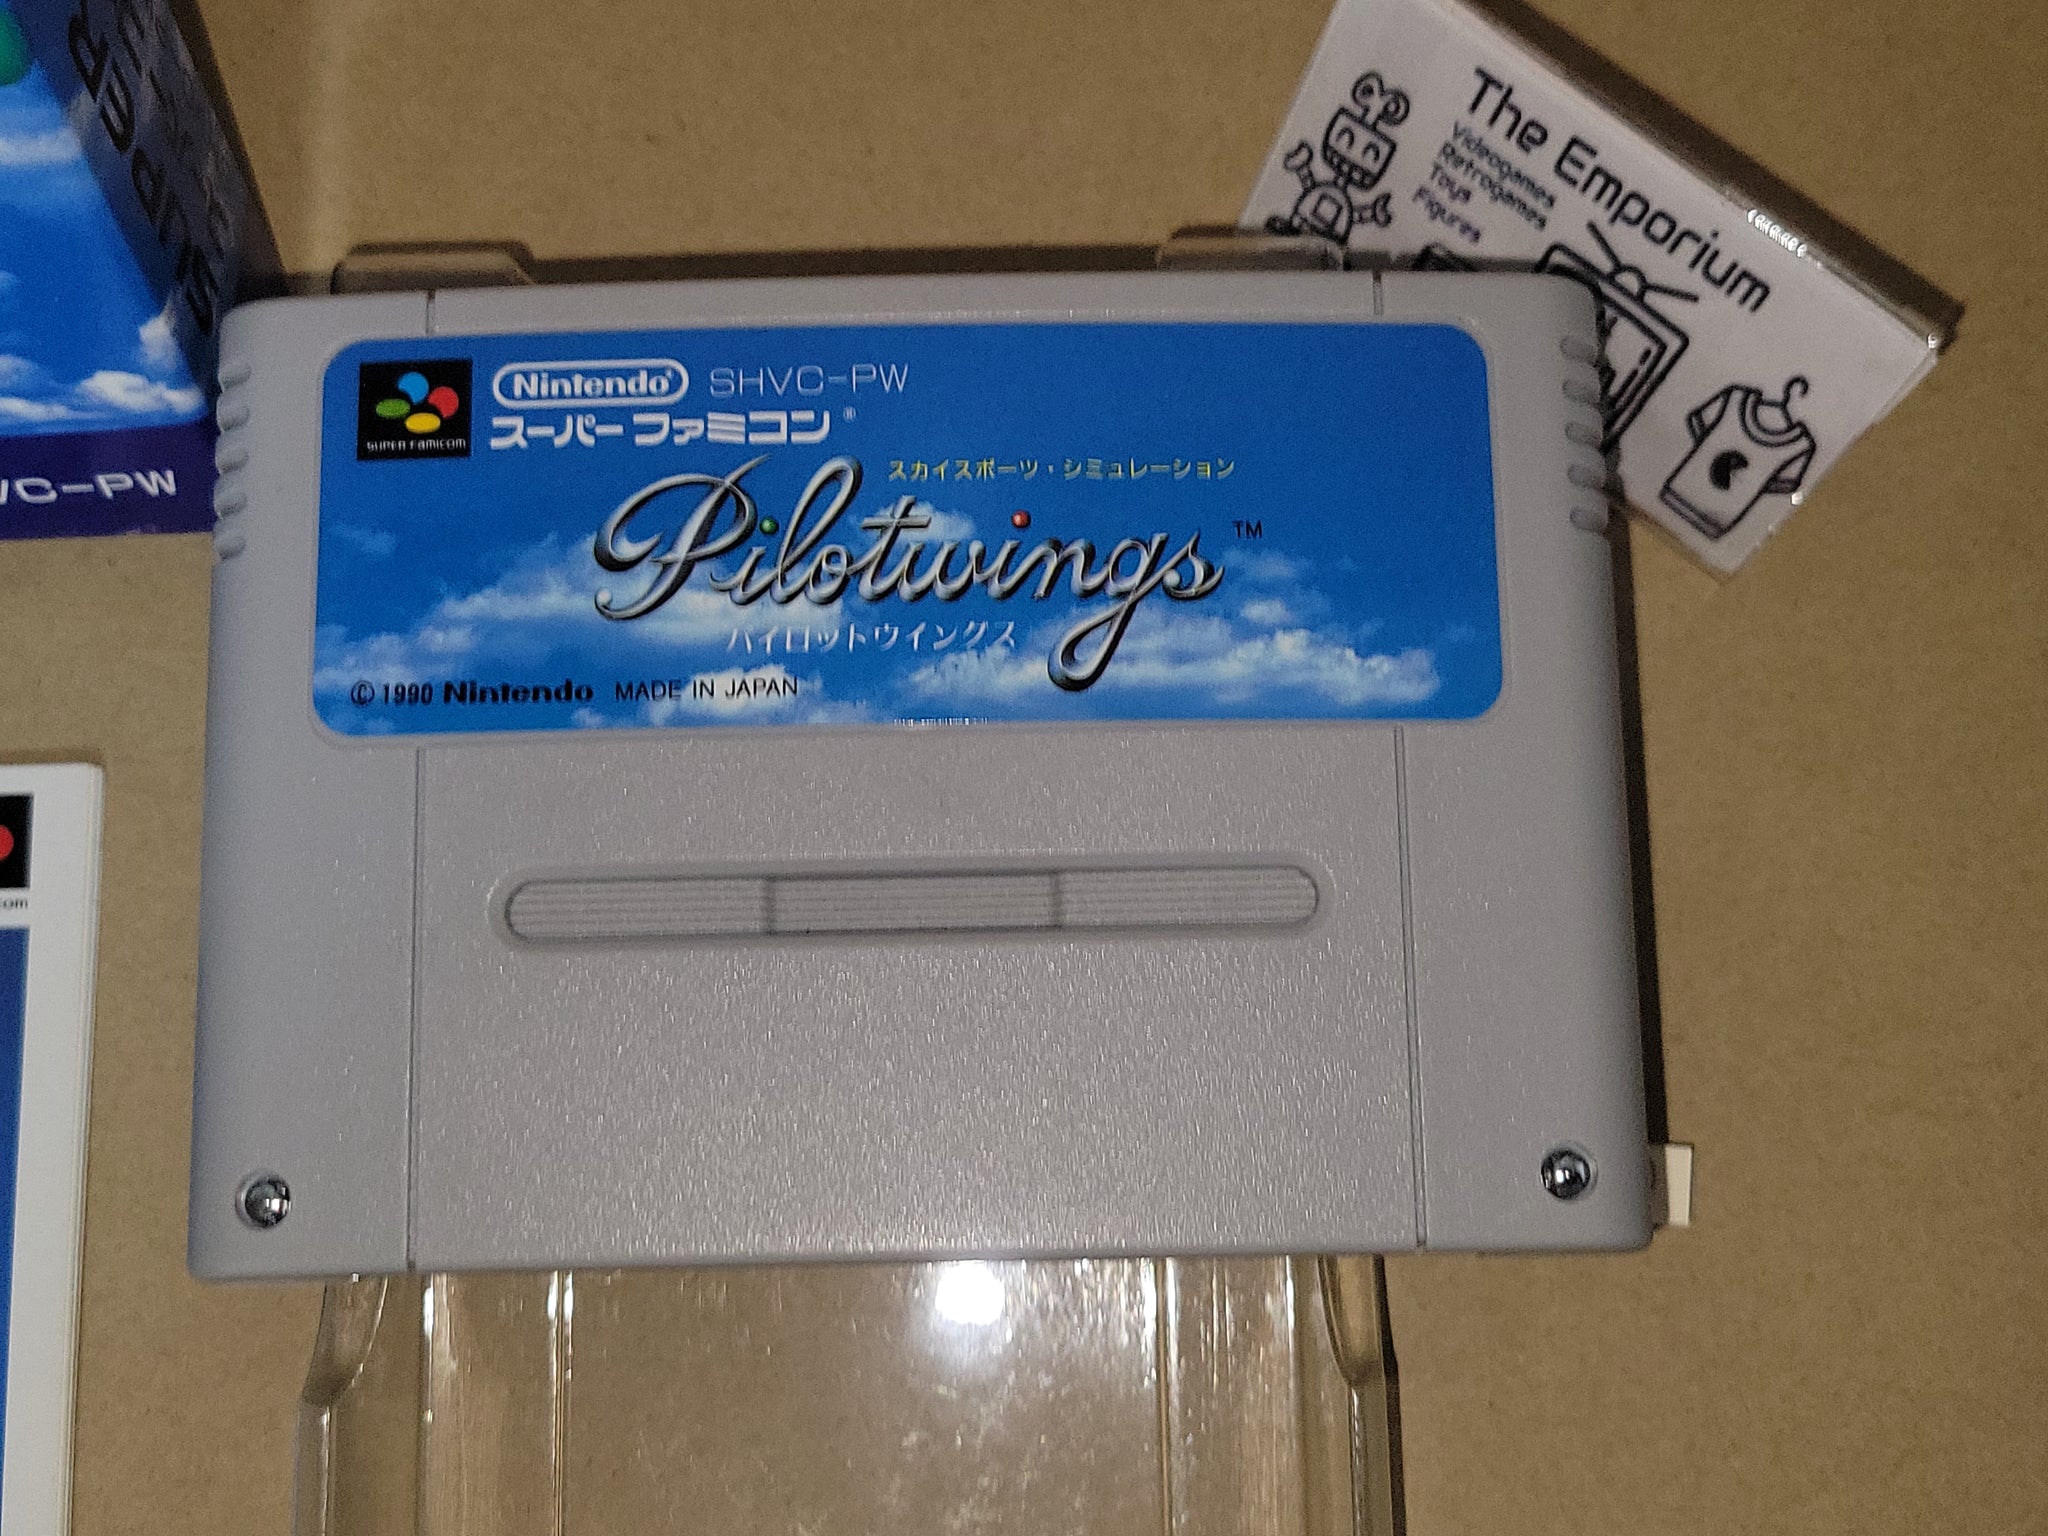 Nintendo® SHVC-PW
スーパーファミコン®
SUPER FAMICOM
スカイスポーツ・シミュレーション
Pilotwings™
パイロットウイングス
© 1990 Nintendo MADE IN JAPAN
The Emporium
Videogames
Retrogames
Toys
Figures
VC-PW
com